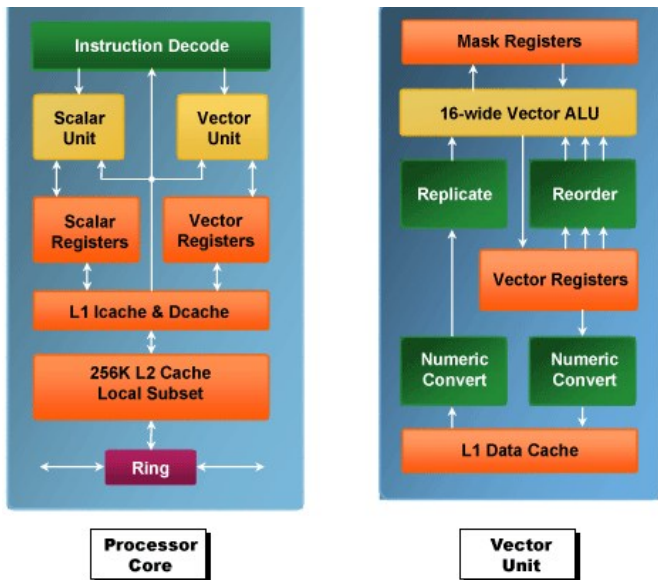 Instruction Decode
Scalar
Unit
Vector
Unit
Scalar
Registers
Vector
Registers
L1 Icache & Dcache
256K L2 Cache
Local Subset
Ring
Processor
Core
Mask Registers
16-wide Vector ALU
Replicate
Reorder
Vector Registers
Numeric
Convert
Numeric
Convert
L1 Data Cache
Vector
Unit